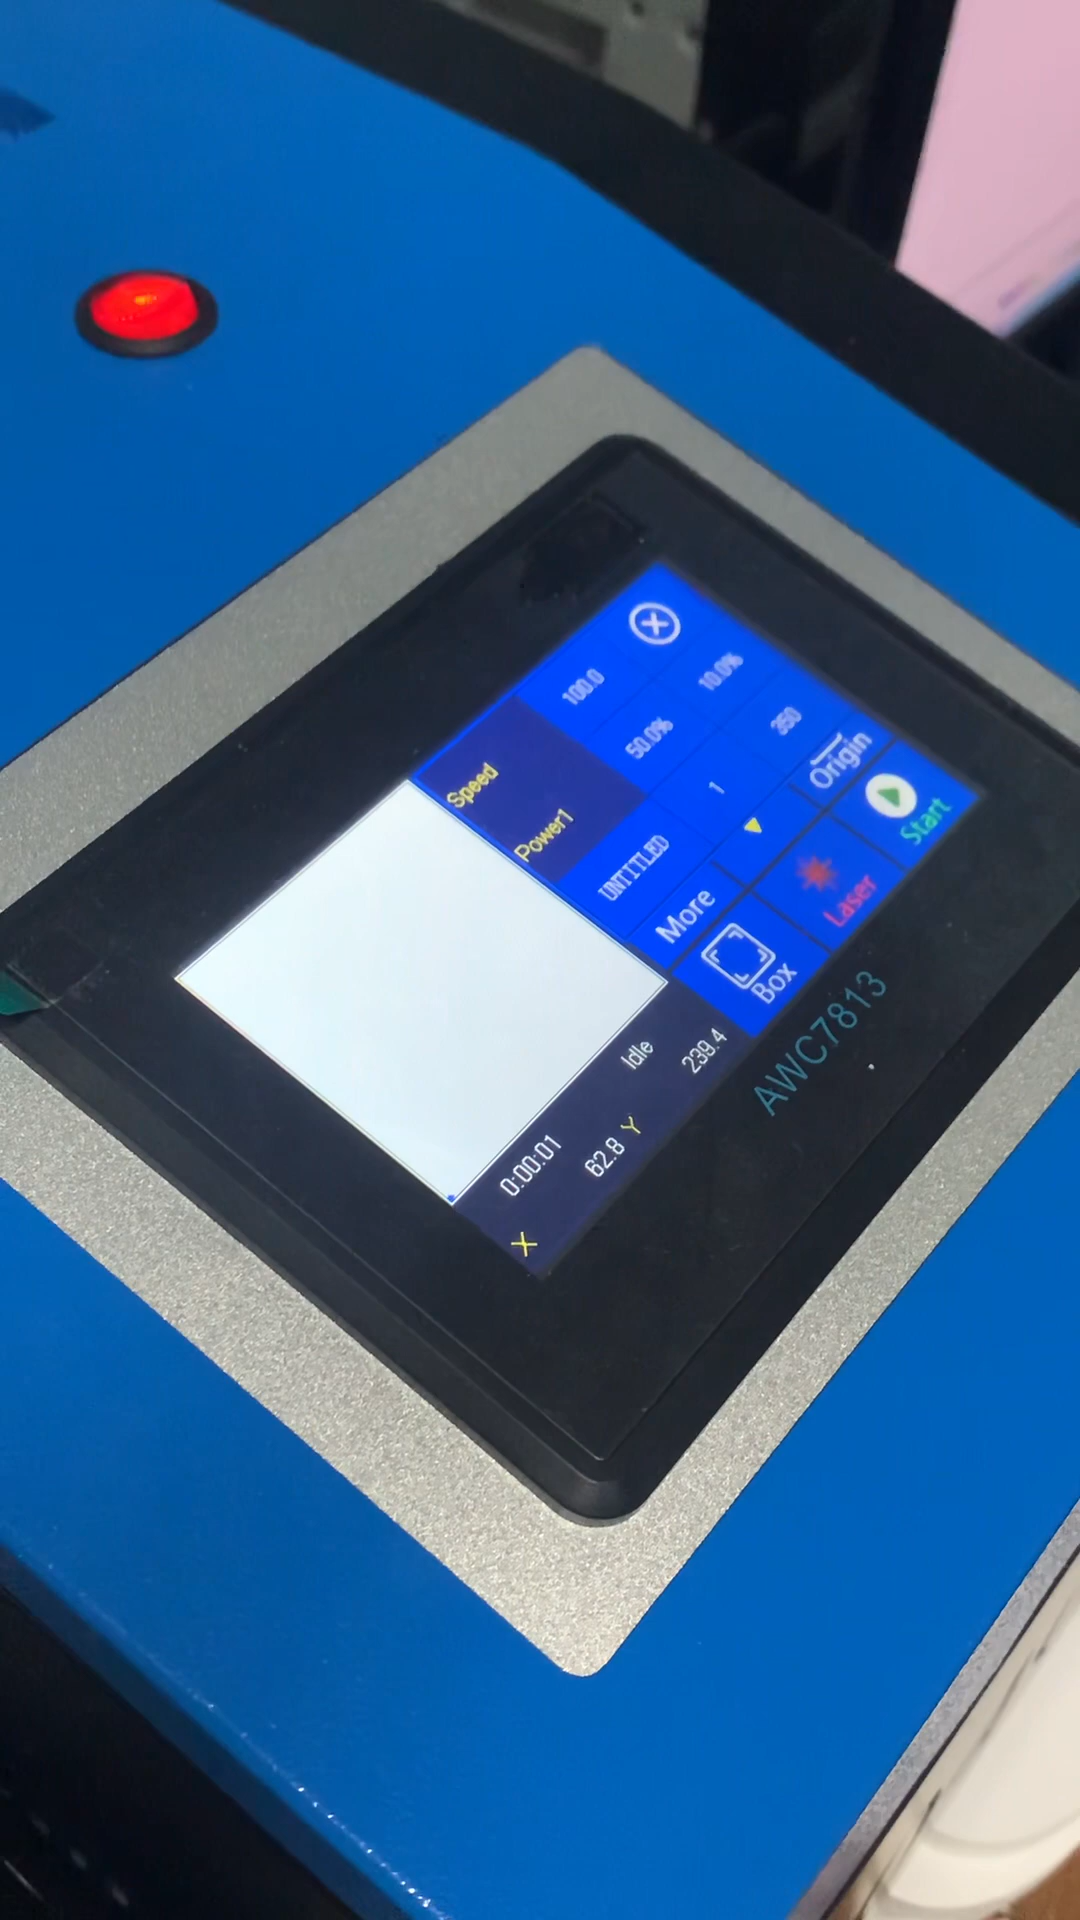 Speed 100.0
Power1 50.0% 10.0%
UNTITLED 1 350
More Origin
0:00:01 Idle
X 62.8 Y 239.4
Box Laser Start
AWC7813